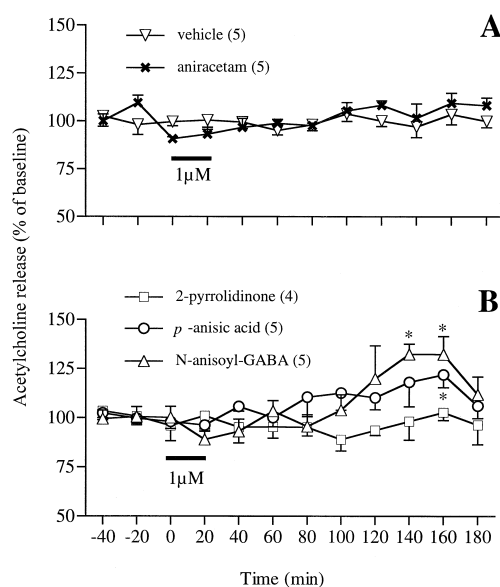 A
150
vehicle (5)
aniracetam (5)
125
100
75
1µM
50
Acetylcholine release (% of baseline)
2-pyrrolidinone (4)
B
150
p -anisic acid (5)
N-anisoyl-GABA (5)
* *
125
*
100
75
1µM
50
-40 -20 0 20 40 60 80 100 120 140 160 180
Time (min)